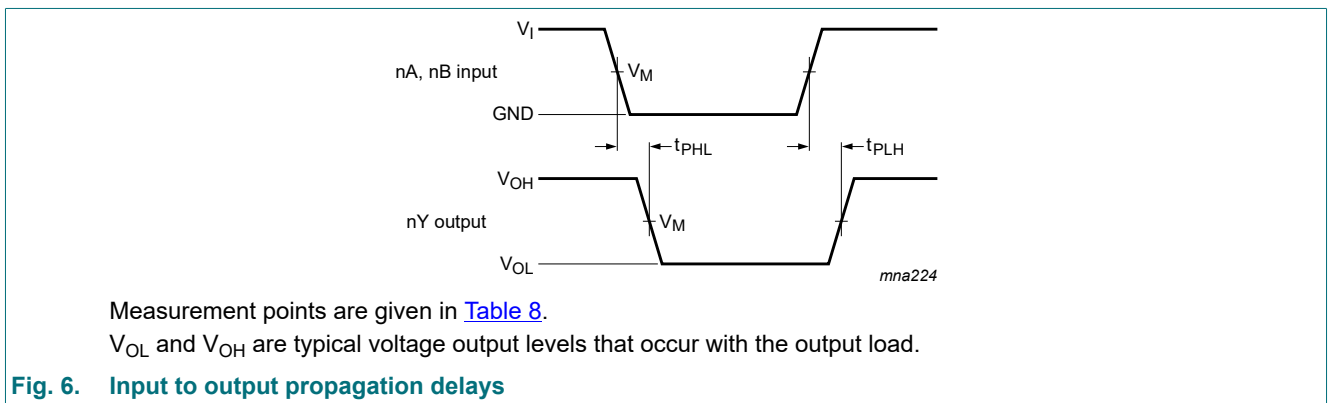 V_I
nA, nB input
V_M
GND
t_PHL
t_PLH
V_OH
nY output
V_M
V_OL
mna224
Measurement points are given in Table 8.
V_OL and V_OH are typical voltage output levels that occur with the output load.
Fig. 6. Input to output propagation delays